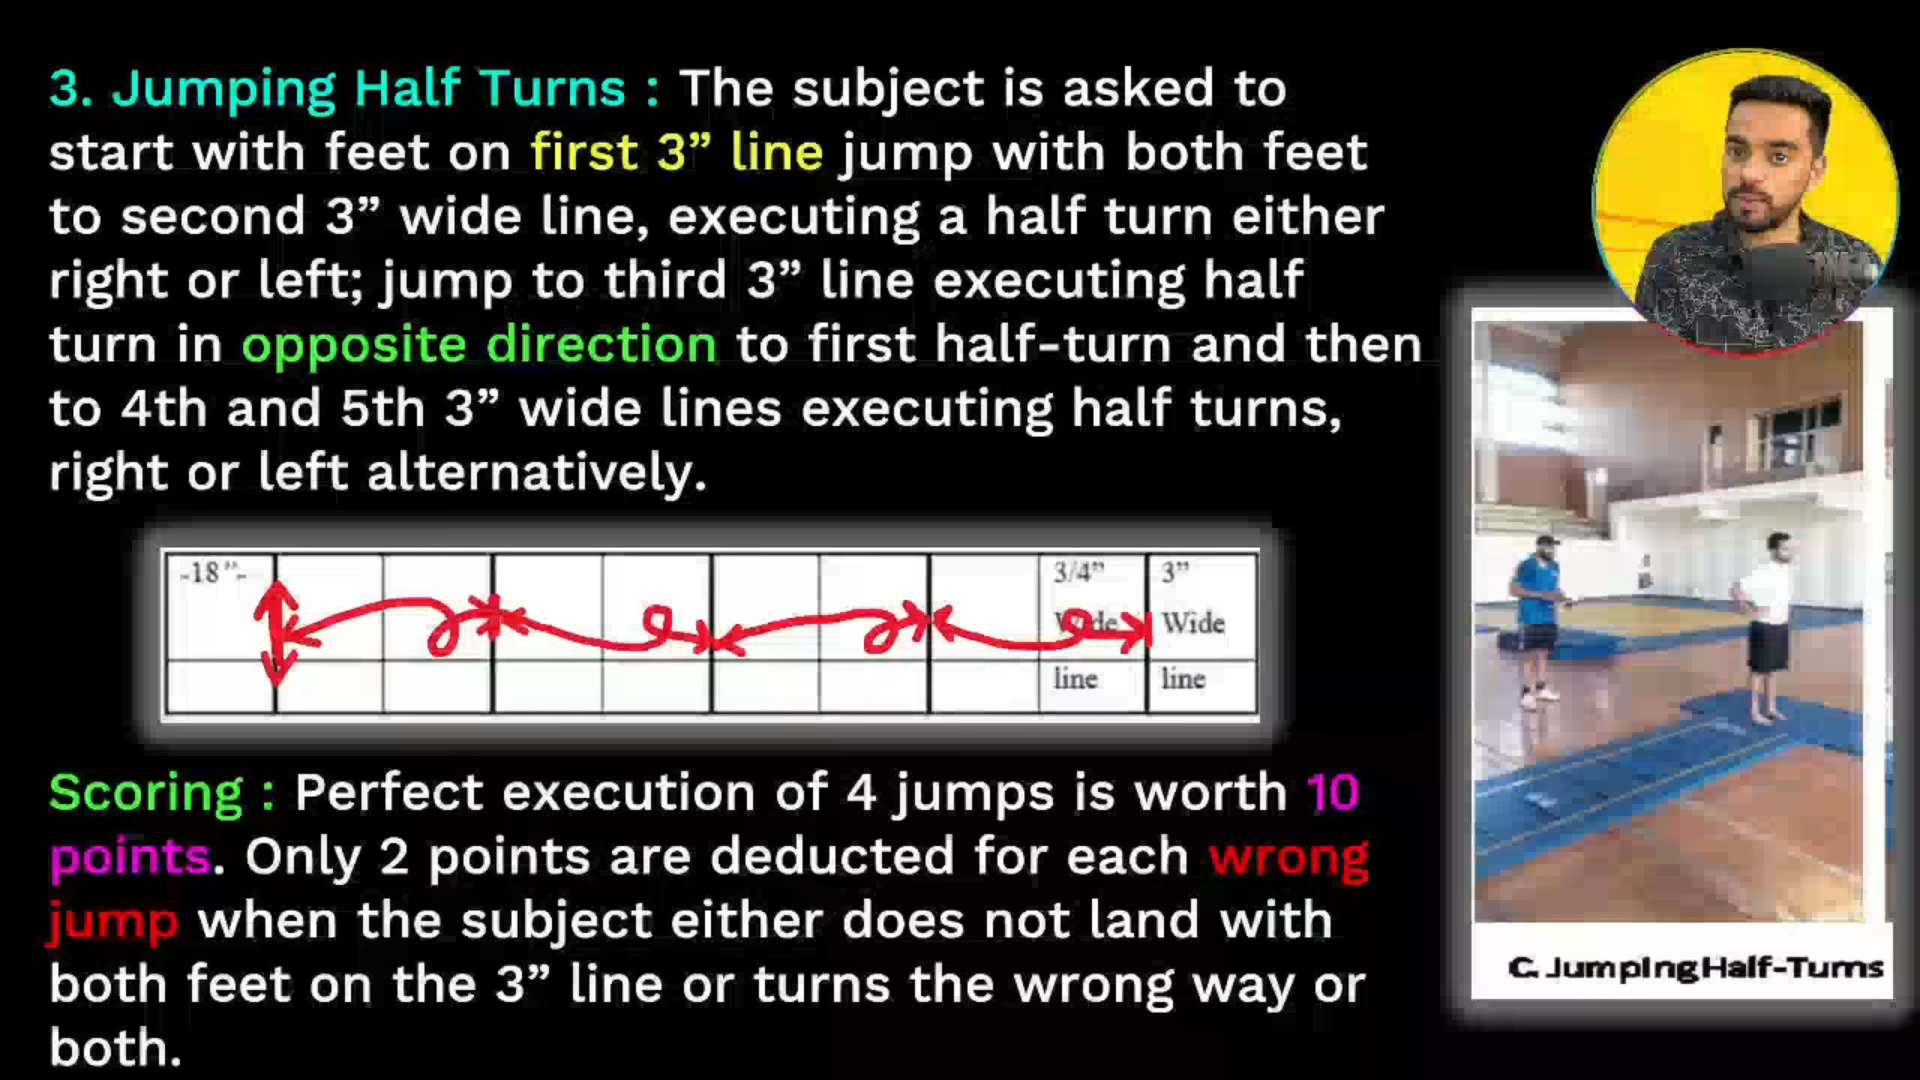 3. Jumping Half Turns : The subject is asked to
start with feet on first 3” line jump with both feet
to second 3” wide line, executing a half turn either
right or left; jump to third 3” line executing half
turn in opposite direction to first half-turn and then
to 4th and 5th 3” wide lines executing half turns,
right or left alternatively.
-18”-
3/4”
Wide
line
3”
Wide
line
Scoring : Perfect execution of 4 jumps is worth 10
points. Only 2 points are deducted for each wrong
jump when the subject either does not land with
both feet on the 3” line or turns the wrong way or
both.
C. Jumping Half-Turns